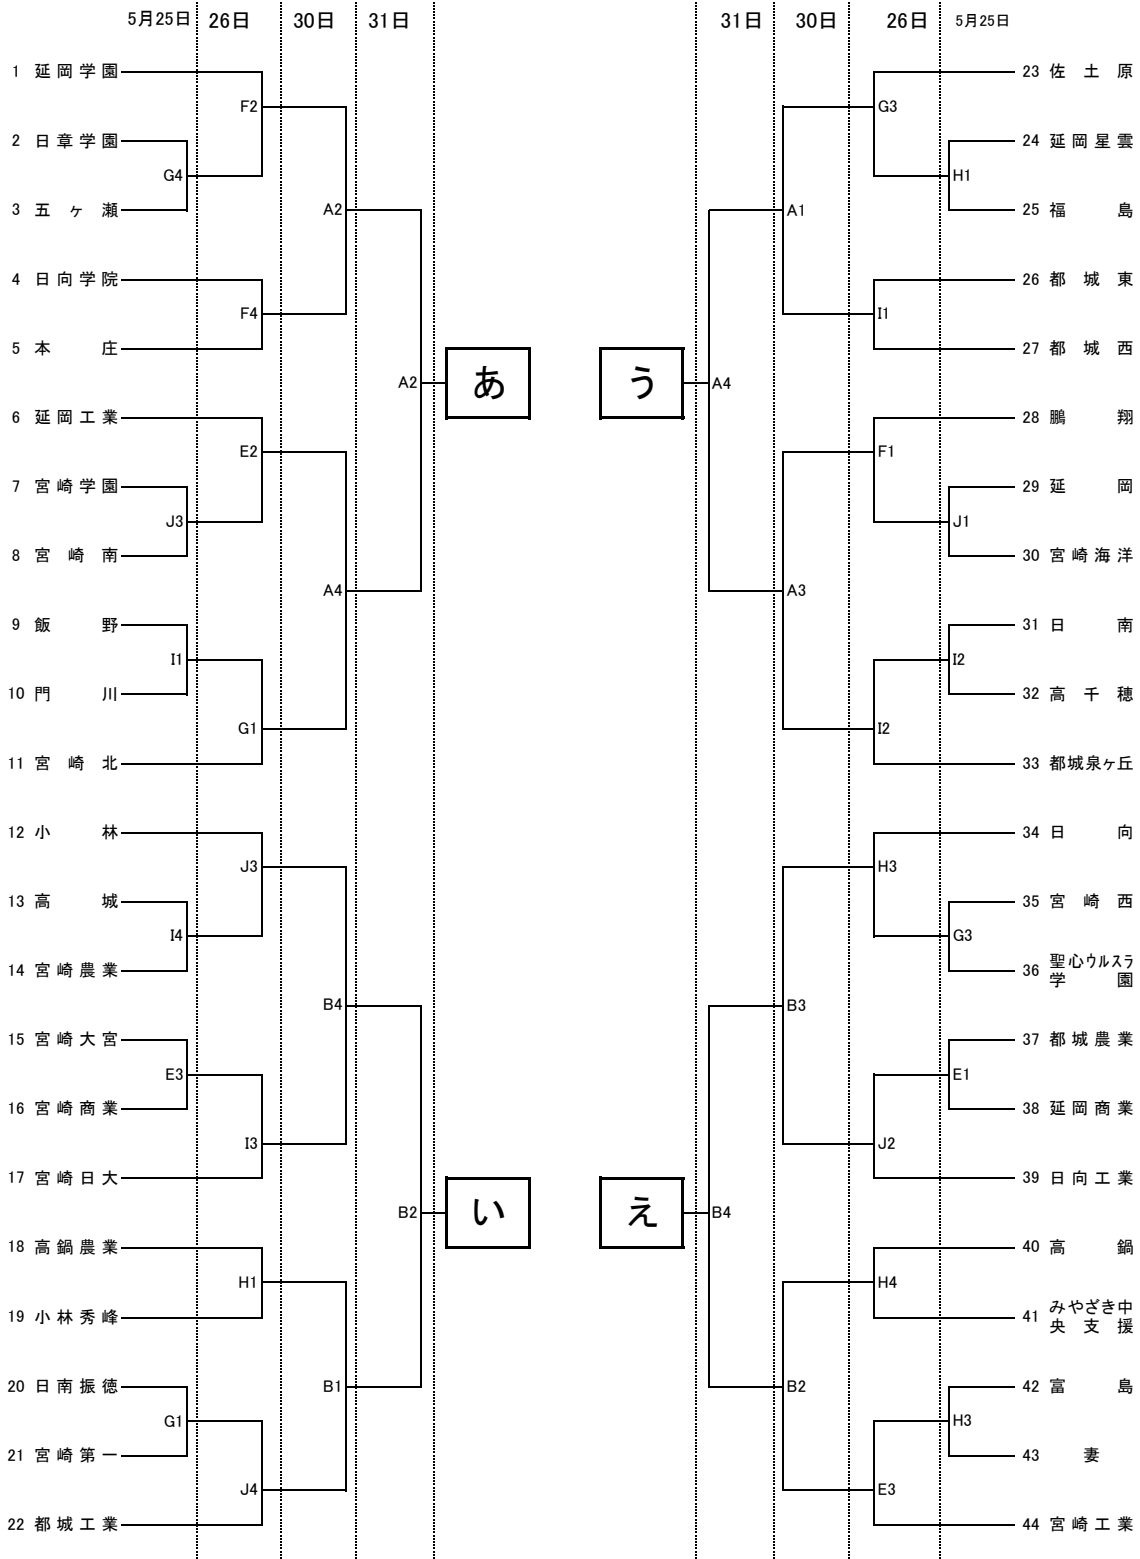 5月25日 26日 30日 31日 31日 30日 26日 5月25日
1 延岡学園
F2
2 日章学園
G4
3 五ヶ瀬
A2
4 日向学院
F4
5 本庄
A2
あ
6 延岡工業
E2
7 宮崎学園
J3
8 宮崎南
A4
9 飯野
I1
10 門川
G1
11 宮崎北
12 小林
J3
13 高城
I4
14 宮崎農業
B4
15 宮崎大宮
E3
16 宮崎商業
I3
17 宮崎日大
B2
い
18 高鍋農業
H1
19 小林秀峰
20 日南振徳
B1
G1
21 宮崎第一
J4
22 都城工業
23 佐土原
G3
24 延岡星雲
H1
25 福島
A1
26 都城東
I1
27 都城西
う
A4
28 鵬翔
F1
29 延岡
J1
30 宮崎海洋
A3
31 日南
I2
32 高千穂
I2
33 都城泉ヶ丘
34 日向
H3
35 宮崎西
G3
36 聖心ウルスラ
学園
B3
37 都城農業
E1
38 延岡商業
J2
39 日向工業
え
B4
40 高鍋
H4
41 みやざき中
央支援
B2
42 富島
H3
43 妻
E3
44 宮崎工業